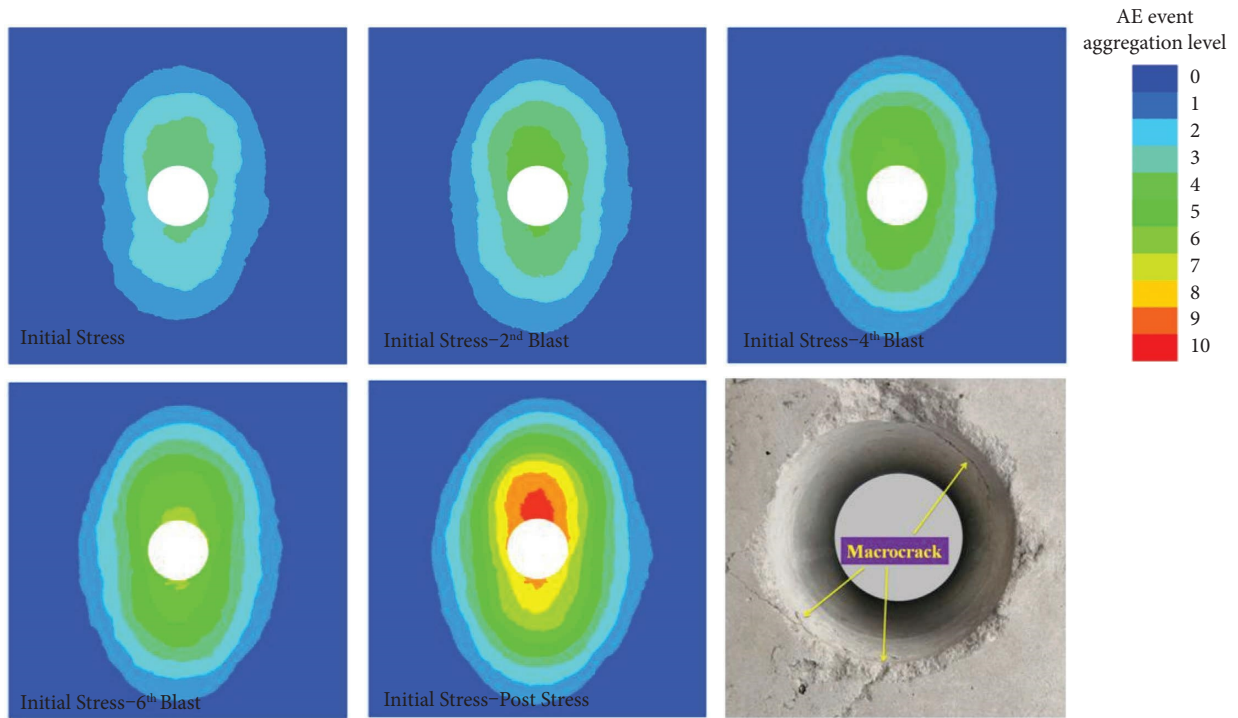 AE event
aggregation level
0
1
2
3
4
5
6
7
8
9
10
Initial Stress
Initial Stress–2nd Blast
Initial Stress–4th Blast
Initial Stress–6th Blast
Initial Stress–Post Stress
Macrocrack